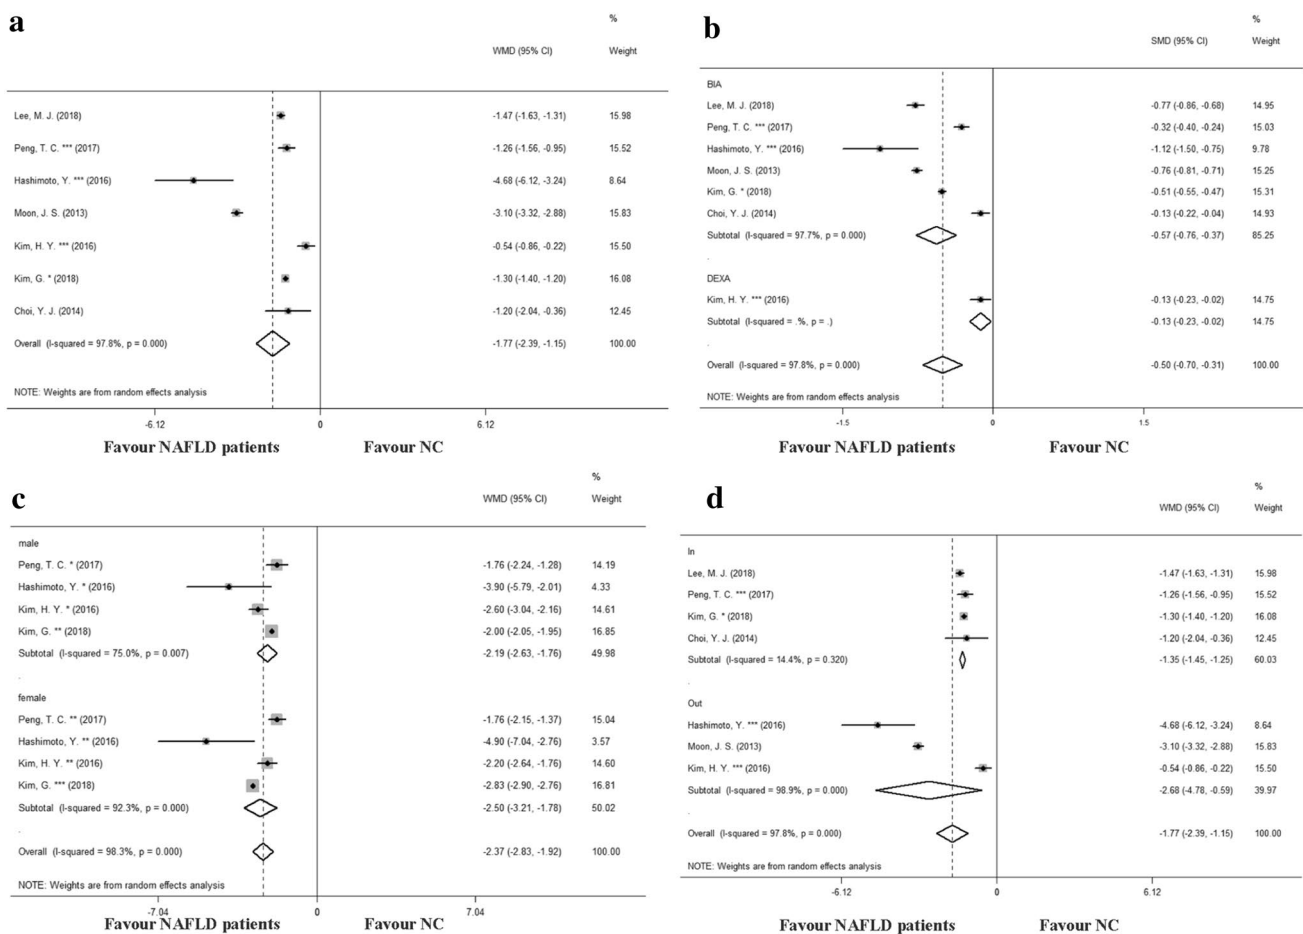 a
%
WMD (95% CI) Weight
Lee, M. J. (2018) -1.47 (-1.63, -1.31) 15.98
Peng, T. C. *** (2017) -1.26 (-1.56, -0.95) 15.52
Hashimoto, Y. *** (2016) -4.68 (-6.12, -3.24) 8.64
Moon, J. S. (2013) -3.10 (-3.32, -2.88) 15.83
Kim, H. Y. *** (2016) -0.54 (-0.86, -0.22) 15.50
Kim, G. * (2018) -1.30 (-1.40, -1.20) 16.08
Choi, Y. J. (2014) -1.20 (-2.04, -0.36) 12.45
Overall (I-squared = 97.8%, p = 0.000) -1.77 (-2.39, -1.15) 100.00
NOTE: Weights are from random effects analysis
-6.12 0 6.12
Favour NAFLD patients Favour NC
b
%
SMD (95% CI) Weight
BIA
Lee, M. J. (2018) -0.77 (-0.86, -0.68) 14.95
Peng, T. C. *** (2017) -0.32 (-0.40, -0.24) 15.03
Hashimoto, Y. *** (2016) -1.12 (-1.50, -0.75) 9.78
Moon, J. S. (2013) -0.76 (-0.81, -0.71) 15.25
Kim, G. * (2018) -0.51 (-0.55, -0.47) 15.31
Choi, Y. J. (2014) -0.13 (-0.22, -0.04) 14.93
Subtotal (I-squared = 97.7%, p = 0.000) -0.57 (-0.76, -0.37) 85.25
.
DEXA
Kim, H. Y. *** (2016) -0.13 (-0.23, -0.02) 14.75
Subtotal (I-squared = .%, p = .) -0.13 (-0.23, -0.02) 14.75
.
Overall (I-squared = 97.8%, p = 0.000) -0.50 (-0.70, -0.31) 100.00
NOTE: Weights are from random effects analysis
-1.5 0 1.5
Favour NAFLD patients Favour NC
c
%
WMD (95% CI) Weight
male
Peng, T. C. * (2017) -1.76 (-2.24, -1.28) 14.19
Hashimoto, Y. * (2016) -3.90 (-5.79, -2.01) 4.33
Kim, H. Y. * (2016) -2.60 (-3.04, -2.16) 14.61
Kim, G. ** (2018) -2.00 (-2.05, -1.95) 16.85
Subtotal (I-squared = 75.0%, p = 0.007) -2.19 (-2.63, -1.76) 49.98
.
female
Peng, T. C. ** (2017) -1.76 (-2.15, -1.37) 15.04
Hashimoto, Y. ** (2016) -4.90 (-7.04, -2.76) 3.57
Kim, H. Y. ** (2016) -2.20 (-2.64, -1.76) 14.60
Kim, G. *** (2018) -2.83 (-2.90, -2.76) 16.81
Subtotal (I-squared = 92.3%, p = 0.000) -2.50 (-3.21, -1.78) 50.02
.
Overall (I-squared = 98.3%, p = 0.000) -2.37 (-2.83, -1.92) 100.00
NOTE: Weights are from random effects analysis
-7.04 0 7.04
Favour NAFLD patients Favour NC
d
%
WMD (95% CI) Weight
In
Lee, M. J. (2018) -1.47 (-1.63, -1.31) 15.98
Peng, T. C. *** (2017) -1.26 (-1.56, -0.95) 15.52
Kim, G. * (2018) -1.30 (-1.40, -1.20) 16.08
Choi, Y. J. (2014) -1.20 (-2.04, -0.36) 12.45
Subtotal (I-squared = 14.4%, p = 0.320) -1.35 (-1.45, -1.25) 60.03
.
Out
Hashimoto, Y. *** (2016) -4.68 (-6.12, -3.24) 8.64
Moon, J. S. (2013) -3.10 (-3.32, -2.88) 15.83
Kim, H. Y. *** (2016) -0.54 (-0.86, -0.22) 15.50
Subtotal (I-squared = 98.9%, p = 0.000) -2.68 (-4.78, -0.59) 39.97
.
Overall (I-squared = 97.8%, p = 0.000) -1.77 (-2.39, -1.15) 100.00
NOTE: Weights are from random effects analysis
-6.12 0 6.12
Favour NAFLD patients Favour NC